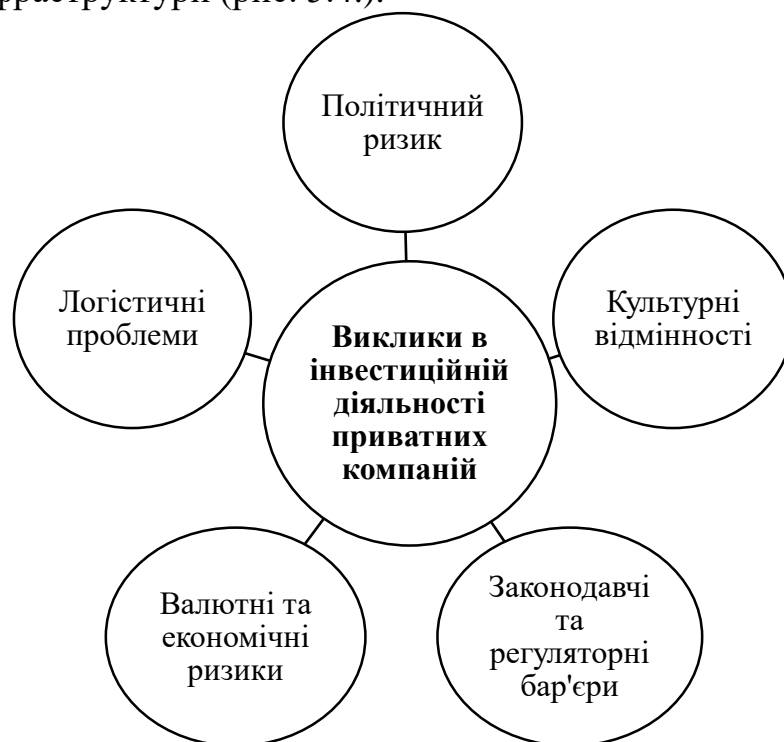 Політичний
ризик
Логістичні
проблеми
Культурні
відмінності
Виклики в
інвестиційній
діяльності
приватних
компаній
Валютні та
економічні
ризики
Законодавчі
та
регуляторні
бар'єри